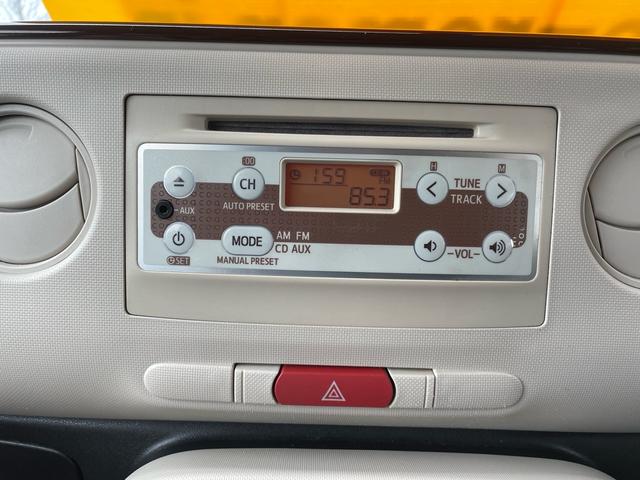 :00
H
M
CH
1:59
FM
85.3
TUNE
TRACK
AUTO PRESET
-AUX
MODE
AM FM
CD AUX
-VOL-
SET
MANUAL PRESET